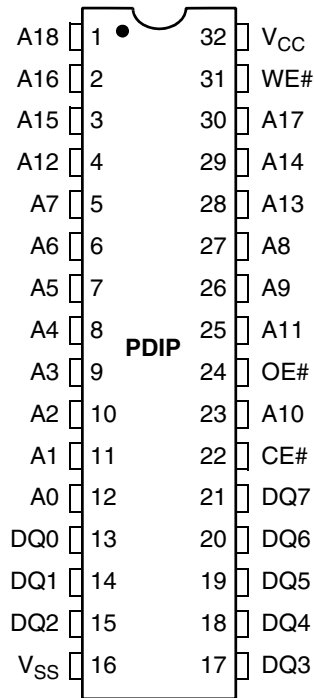 A18 1 32 VCC
A16 2 31 WE#
A15 3 30 A17
A12 4 29 A14
A7 5 28 A13
A6 6 27 A8
A5 7 26 A9
A4 8 25 A11
PDIP
A3 9 24 OE#
A2 10 23 A10
A1 11 22 CE#
A0 12 21 DQ7
DQ0 13 20 DQ6
DQ1 14 19 DQ5
DQ2 15 18 DQ4
VSS 16 17 DQ3